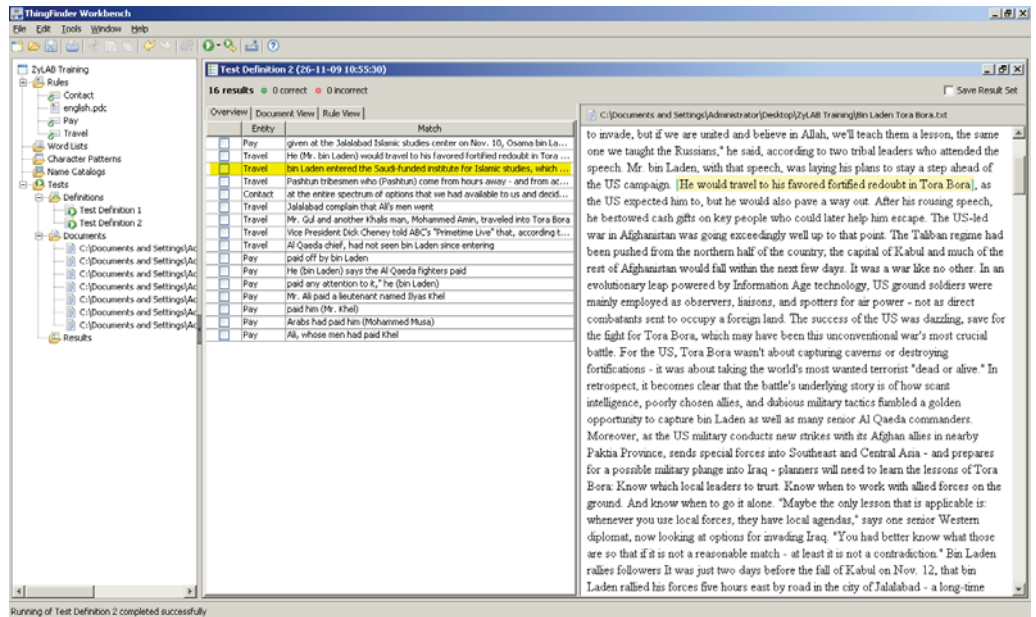 ThingFinder Workbench
File Edit Tools Window Help
ZyLAB Training
Rules
Contact
english.pdc
Pay
Travel
Word Lists
Character Patterns
Name Catalogs
Tests
Definitions
Test Definition 1
Test Definition 2
Documents
C:\Documents and Settings\Ac
C:\Documents and Settings\Ac
C:\Documents and Settings\Ac
C:\Documents and Settings\Ac
C:\Documents and Settings\Ac
C:\Documents and Settings\Ac
Results
Test Definition 2 (26-11-09 10:55:30)
16 results 0 correct 0 incorrect
Save Result Set
Overview Document View Rule View
Entity Match
Pay given at the Jalalabad Islamic studies center on Nov. 10, Osama bin La...
Travel He (Mr. bin Laden) would travel to his favored fortified redoubt in Tora ...
Travel bin Laden entered the Saudi-funded institute for Islamic studies, which ...
Travel Pashtun tribesmen who (Pashtun) come from hours away - and from ac...
Contact at the entire spectrum of options that we had available to us and decid...
Travel Jalalabad complain that Ali's men went
Travel Mr. Gul and another Khalis man, Mohammed Amin, traveled into Tora Bora
Travel Vice President Dick Cheney told ABC's "Primetime Live" that, according t...
Travel Al Qaeda chief, had not seen bin Laden since entering
Pay paid off by bin Laden
Pay He (bin Laden) says the Al Qaeda fighters paid
Pay paid any attention to it," he (bin Laden)
Pay Mr. Ali paid a lieutenant named Ilyas Khel
Pay paid him (Mr. Khel)
Pay Arabs had paid him (Mohammed Musa)
Pay Ali, whose men had paid Khel
C:\Documents and Settings\Administrator\Desktop\ZyLAB Training\Bin Laden Tora Bora.txt
to invade, but if we are united and believe in Allah, we'll teach them a lesson, the same
one we taught the Russians," he said, according to two tribal leaders who attended the
speech. Mr. bin Laden, with that speech, was laying his plans to stay a step ahead of
the US campaign. [He would travel to his favored fortified redoubt in Tora Bora], as
the US expected him to, but he would also pave a way out. After his rousing speech,
he bestowed cash gifts on key people who could later help him escape. The US-led
war in Afghanistan was going exceedingly well up to that point. The Taliban regime had
been pushed from the northern half of the country; the capital of Kabul and much of the
rest of Afghanistan would fall within the next few days. It was a war like no other. In an
evolutionary leap powered by Information Age technology, US ground soldiers were
mainly employed as observers, liaisons, and spotters for air power - not as direct
combatants sent to occupy a foreign land. The success of the US was dazzling, save for
the fight for Tora Bora, which may have been this unconventional war's most crucial
battle. For the US, Tora Bora wasn't about capturing caverns or destroying
fortifications - it was about taking the world's most wanted terrorist "dead or alive." In
retrospect, it becomes clear that the battle's underlying story is of how scant
intelligence, poorly chosen allies, and dubious military tactics fumbled a golden
opportunity to capture bin Laden as well as many senior Al Qaeda commanders.
Moreover, as the US military conducts new strikes with its Afghan allies in nearby
Paktia Province, sends special forces into Southeast and Central Asia - and prepares
for a possible military plunge into Iraq - planners will need to learn the lessons of Tora
Bora: Know which local leaders to trust. Know when to work with allied forces on the
ground. And know when to go it alone. "Maybe the only lesson that is applicable is:
whenever you use local forces, they have local agendas," says one senior Western
diplomat, now looking at options for invading Iraq. "You had better know what those
are so that if it is not a reasonable match - at least it is not a contradiction." Bin Laden
rallies followers It was just two days before the fall of Kabul on Nov. 12, that bin
Laden rallied his forces five hours east by road in the city of Jalalabad - a long-time
Running of Test Definition 2 completed successfully